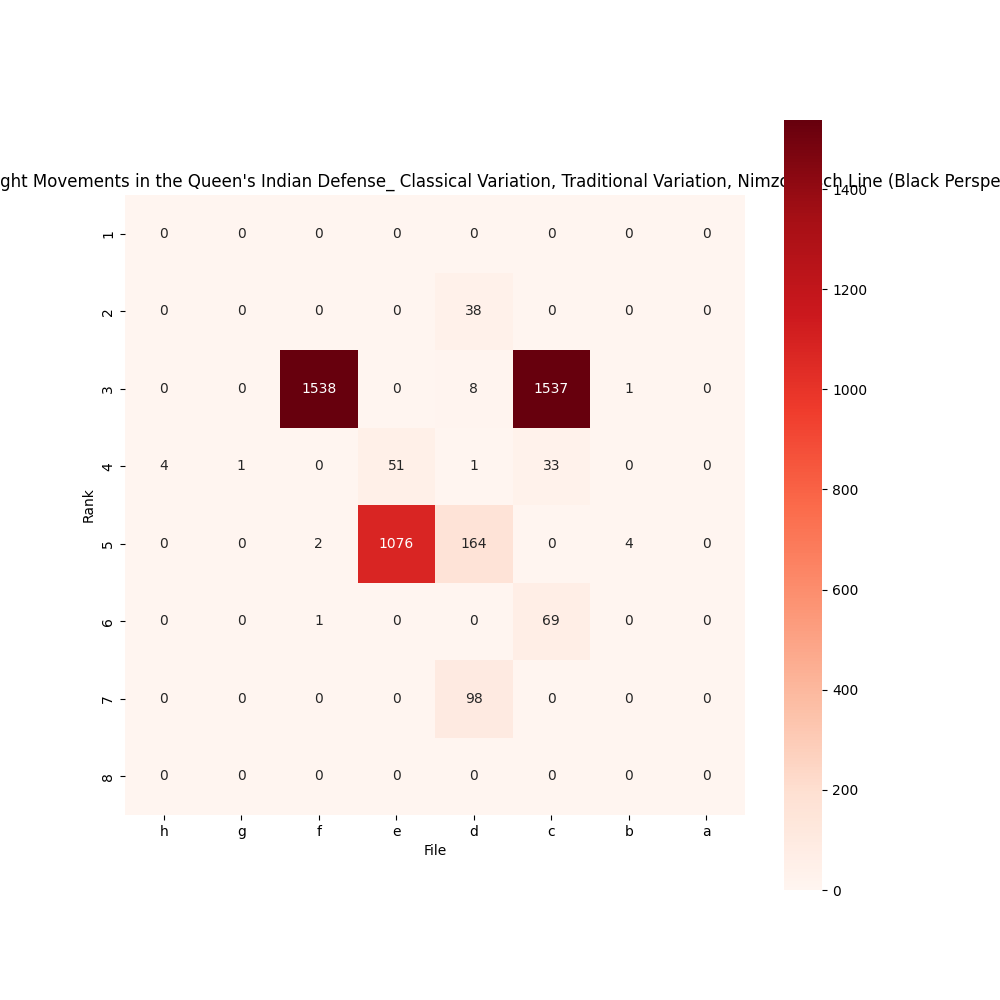 ght Movements in the Queen's Indian Defense_ Classical Variation, Traditional Variation, Nimzo ch Line (Black Perspe
1400
1 0 0 0 0 0 0 0 0
1200
2 0 0 0 0 38 0 0 0
3 0 0 1538 0 8 1537 1 0
1000
4 4 1 0 51 1 33 0 0
800
Rank
5 0 0 2 1076 164 0 4 0
600
6 0 0 1 0 0 69 0 0
400
7 0 0 0 0 98 0 0 0
8 0 0 0 0 0 0 0 0
200
h g f e d c b a
File
0